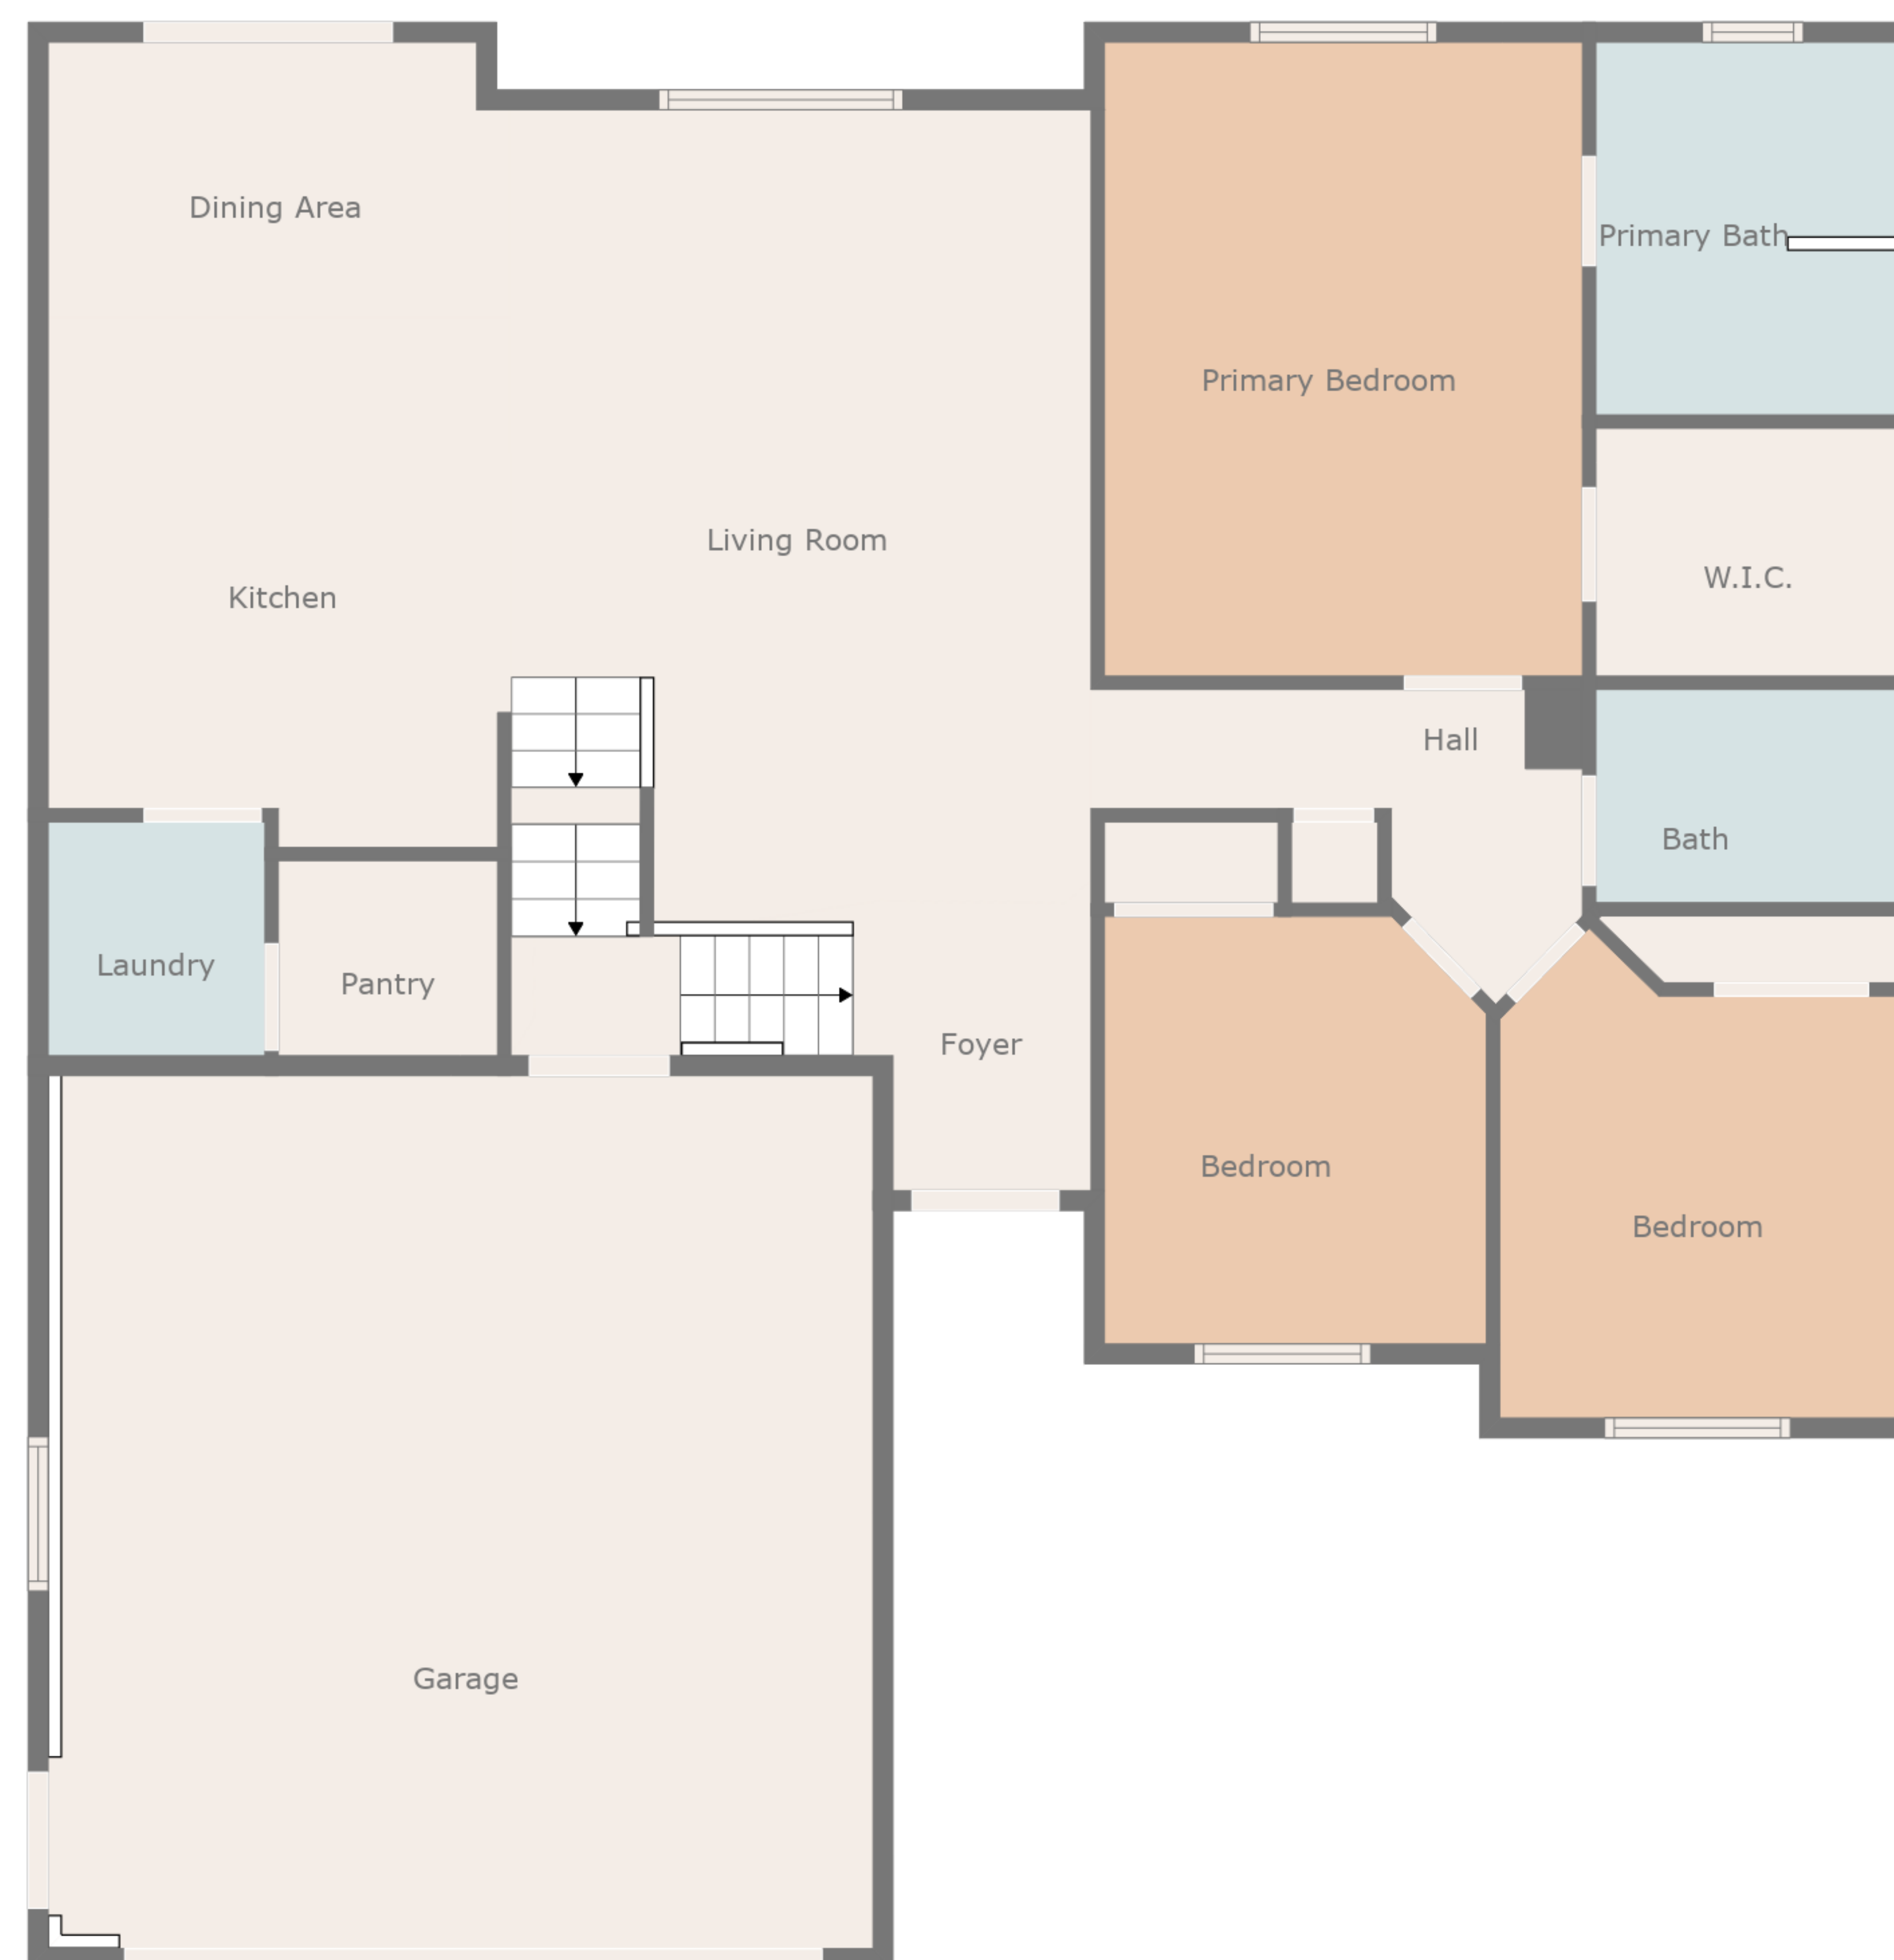 Dining Area
Primary Bath
Primary Bedroom
Living Room
W.I.C.
Kitchen
Hall
Bath
Laundry
Pantry
Foyer
Bedroom
Bedroom
Garage